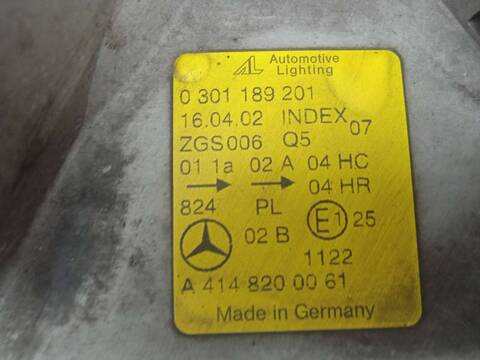 AL Automotive
Lighting
0 301 189 201
16.04.02 INDEX 07
ZGS006 Q5
01 1a 02 A 04 HC
→ → 04 HR
824 PL
02 B E1 25
1122
A 414 820 00 61
Made in Germany